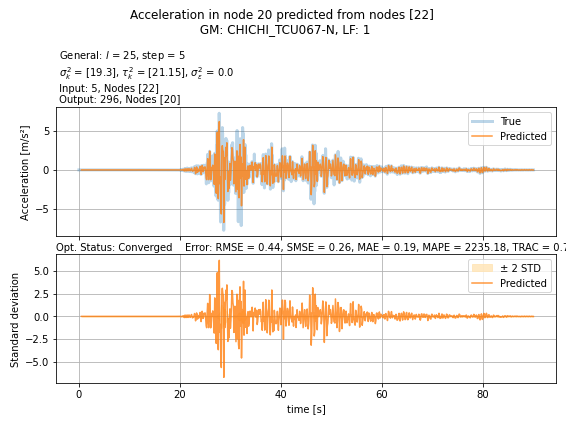 Acceleration in node 20 predicted from nodes [22]
GM: CHICHI_TCU067-N, LF: 1
General: l = 25, step = 5
σ²ₖ = [19.3], τ²ₖ = [21.15], σ²ε = 0.0
Input: 5, Nodes [22]
Output: 296, Nodes [20]
True
Predicted
Acceleration [m/s²]
5
0
−5
Opt. Status: Converged Error: RMSE = 0.44, SMSE = 0.26, MAE = 0.19, MAPE = 2235.18, TRAC = 0.7
± 2 STD
Predicted
Standard deviation
5.0
2.5
0.0
−2.5
−5.0
0 20 40 60 80
time [s]